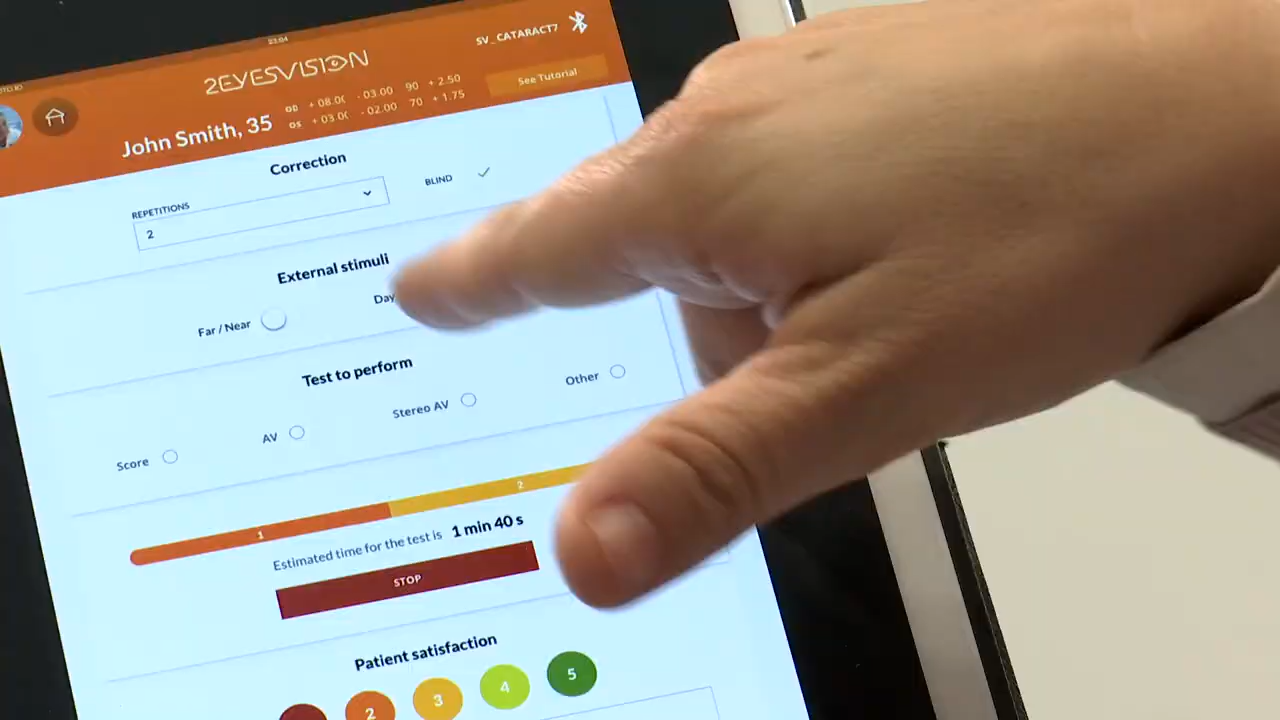 23:04
2EYESVISION
SV_CATARACT7
See Tutorial
John Smith, 35
OD + 08.00 - 03.00 90 + 2.50
OS + 03.00 - 02.00 70 + 1.75
Correction
REPETITIONS
2
BLIND
External stimuli
Far / Near
Day
Test to perform
Score
AV
Stereo AV
Other
1
2
Estimated time for the test is 1 min 40 s
STOP
Patient satisfaction
2
3
4
5